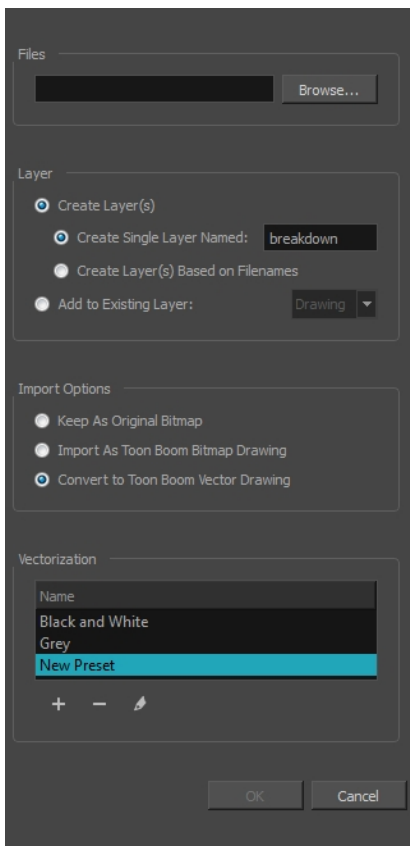 Files
Browse...
Layer
Create Layer(s)
Create Single Layer Named: breakdown
Create Layer(s) Based on Filenames
Add to Existing Layer: Drawing
Import Options
Keep As Original Bitmap
Import As Toon Boom Bitmap Drawing
Convert to Toon Boom Vector Drawing
Vectorization
Name
Black and White
Grey
New Preset
OK Cancel